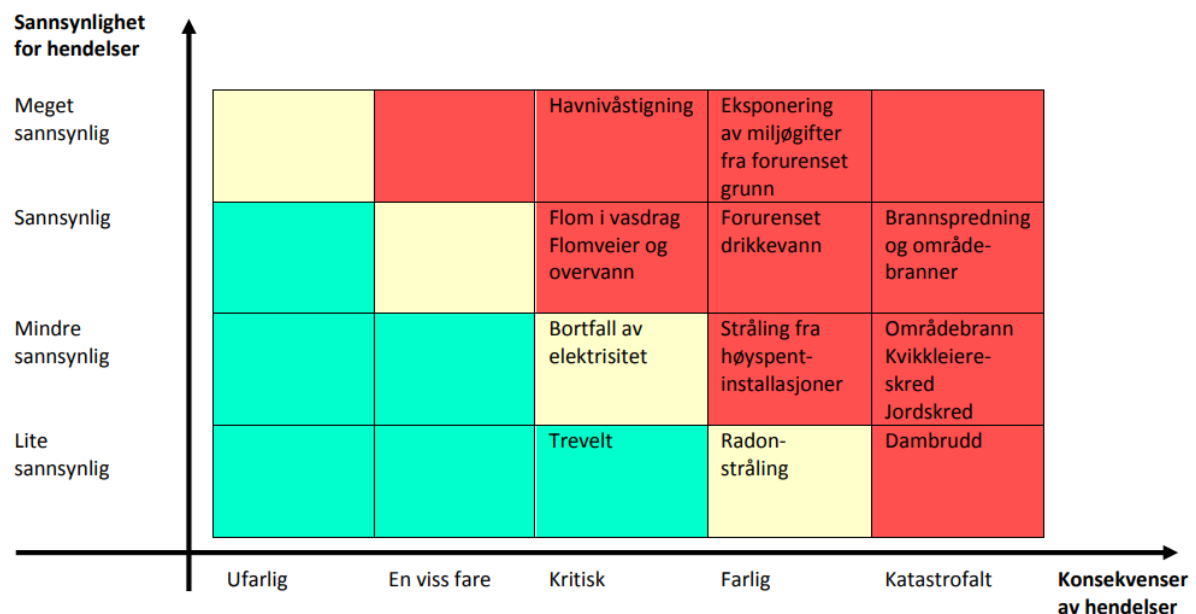 Sannsynlighet
for hendelser
Meget
sannsynlig
Havnivåstigning
Eksponering
av miljøgifter
fra forurenset
grunn
Sannsynlig
Flom i vasdrag
Flomveier og
overvann
Forurenset
drikkevann
Brannspredning
og område-
branner
Mindre
sannsynlig
Bortfall av
elektrisitet
Stråling fra
høyspent-
installasjoner
Områdebrann
Kvikkleiere-
skred
Jordskred
Lite
sannsynlig
Trevelt
Radon-
stråling
Dambrudd
Ufarlig
En viss fare
Kritisk
Farlig
Katastrofalt
Konsekvenser
av hendelser